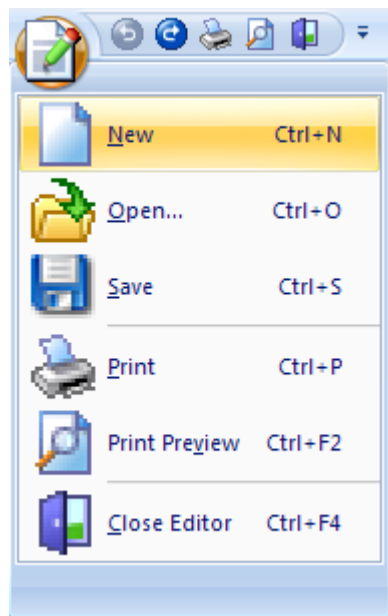 New Ctrl+N
Open... Ctrl+O
Save Ctrl+S
Print Ctrl+P
Print Preview Ctrl+F2
Close Editor Ctrl+F4